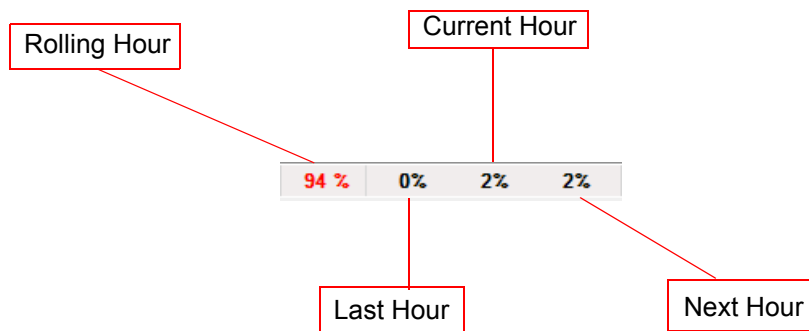 Current Hour
Rolling Hour
94 % 0% 2% 2%
Last Hour
Next Hour